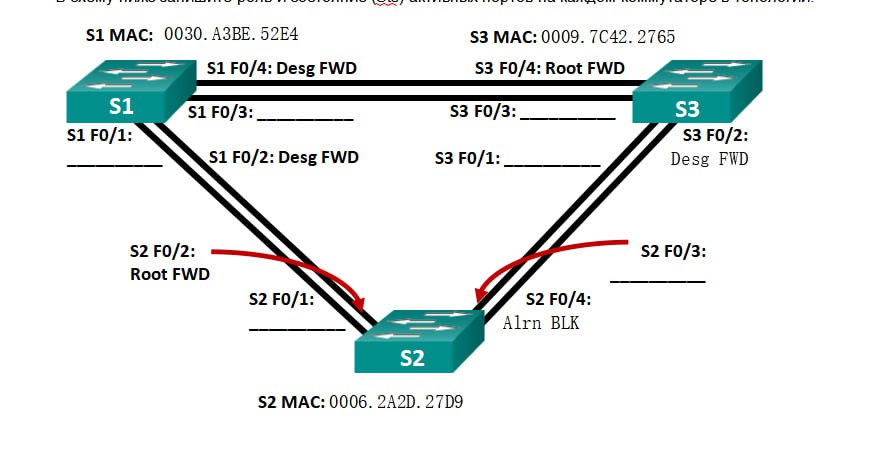 S1 MAC: 0030.A3BE.52E4
S3 MAC: 0009.7C42.2765
S1 F0/4: Desg FWD
S3 F0/4: Root FWD
S1
S3
S1 F0/3: __________
S3 F0/3: __________
S1 F0/1:
__________
S3 F0/2:
Desg FWD
S1 F0/2: Desg FWD
S3 F0/1: __________
S2 F0/2:
Root FWD
S2 F0/3:
__________
S2 F0/1:
__________
S2 F0/4:
Alrn BLK
S2
S2 MAC: 0006.2A2D.27D9